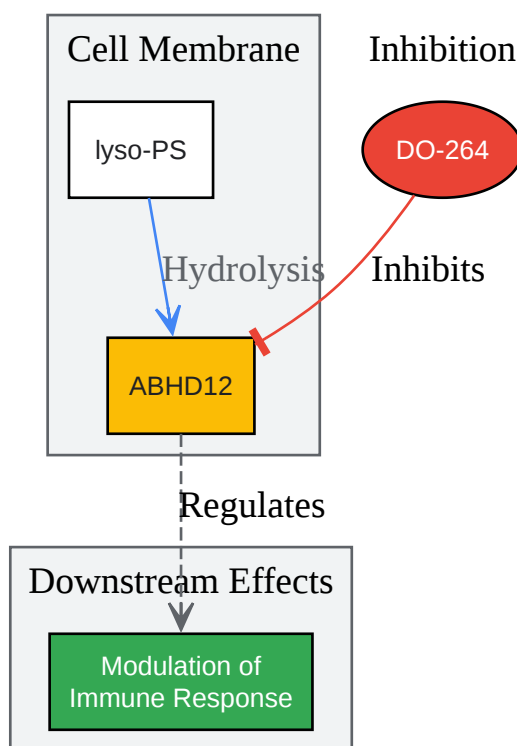 Cell Membrane
Inhibition
lyso-PS
DO-264
Hydrolysis
Inhibits
ABHD12
Regulates
Downstream Effects
Modulation of
Immune Response